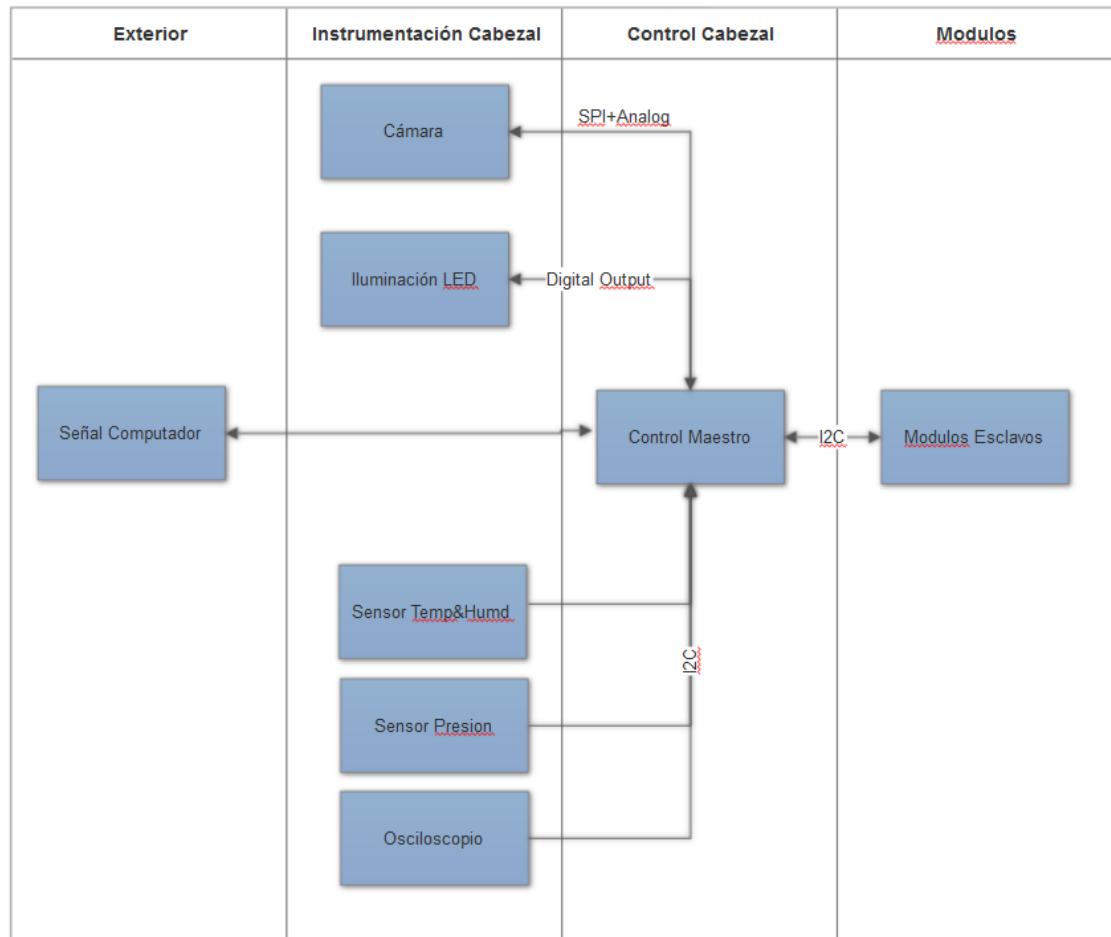 Exterior
Instrumentación Cabezal
Control Cabezal
Modulos
Cámara
SPI+Analog
Iluminación LED
Digital Output
Señal Computador
Control Maestro
I2C
Modulos Esclavos
Sensor Temp&Humd
I2C
Sensor Presion
Osciloscopio